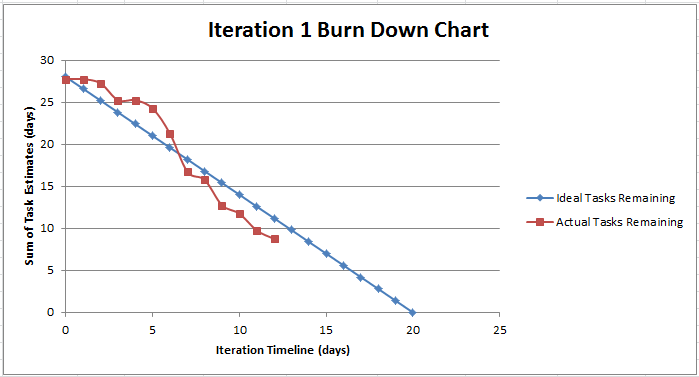 Iteration 1 Burn Down Chart
Sum of Task Estimates (days)
30
25
20
15
10
5
0
0 5 10 15 20 25
Iteration Timeline (days)
Ideal Tasks Remaining
Actual Tasks Remaining